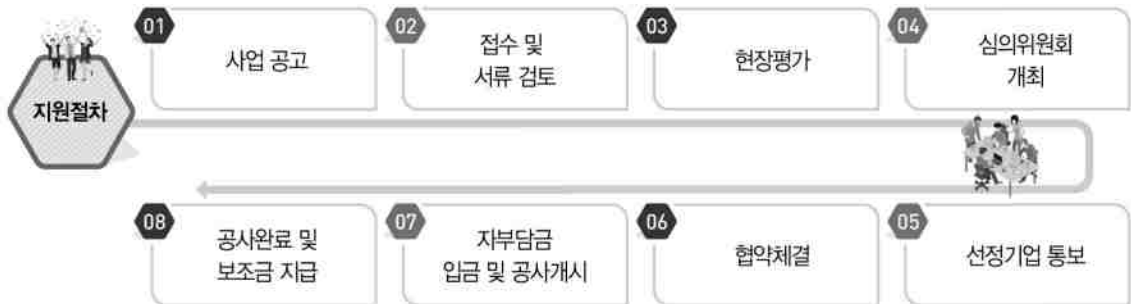 지원절차
01
사업 공고
02
접수 및
서류 검토
03
현장평가
04
심의위원회
개최
05
선정기업 통보
06
협약체결
07
자부담금
입금 및 공사개시
08
공사완료 및
보조금 지급